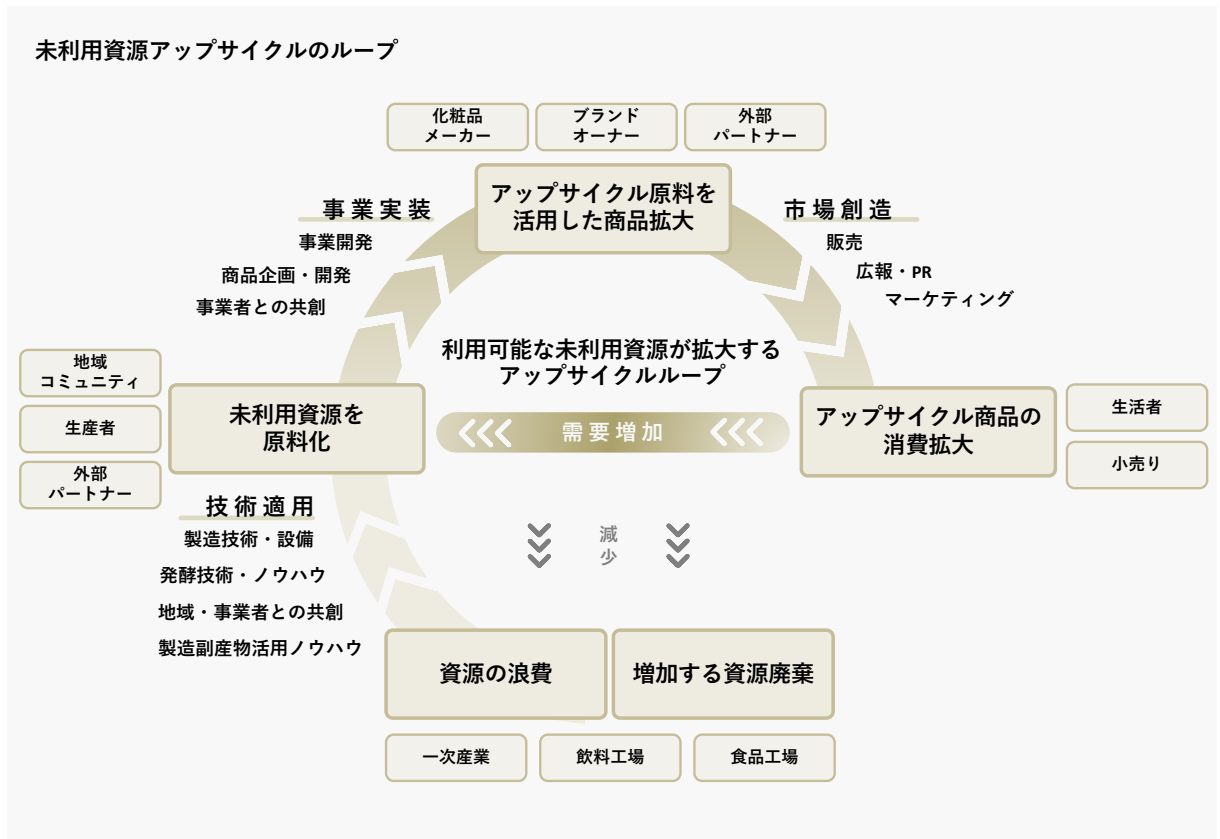 未利用資源アップサイクルのループ
化粧品
メーカー
ブランド
オーナー
外部
パートナー
アップサイクル原料を
活用した商品拡大
事業実装
事業開発
商品企画・開発
事業者との共創
市場創造
販売
広報・PR
マーケティング
利用可能な未利用資源が拡大する
アップサイクルループ
需要増加
地域
コミュニティ
生産者
外部
パートナー
未利用資源を
原料化
アップサイクル商品の
消費拡大
生活者
小売り
技術適用
製造技術・設備
発酵技術・ノウハウ
地域・事業者との共創
製造副産物活用ノウハウ
減
少
資源の浪費
増加する資源廃棄
一次産業
飲料工場
食品工場